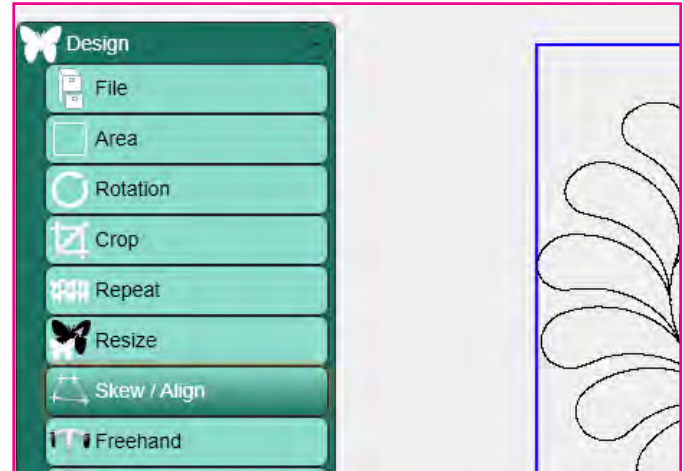 Design
File
Area
Rotation
Crop
Repeat
Resize
Skew / Align
Freehand